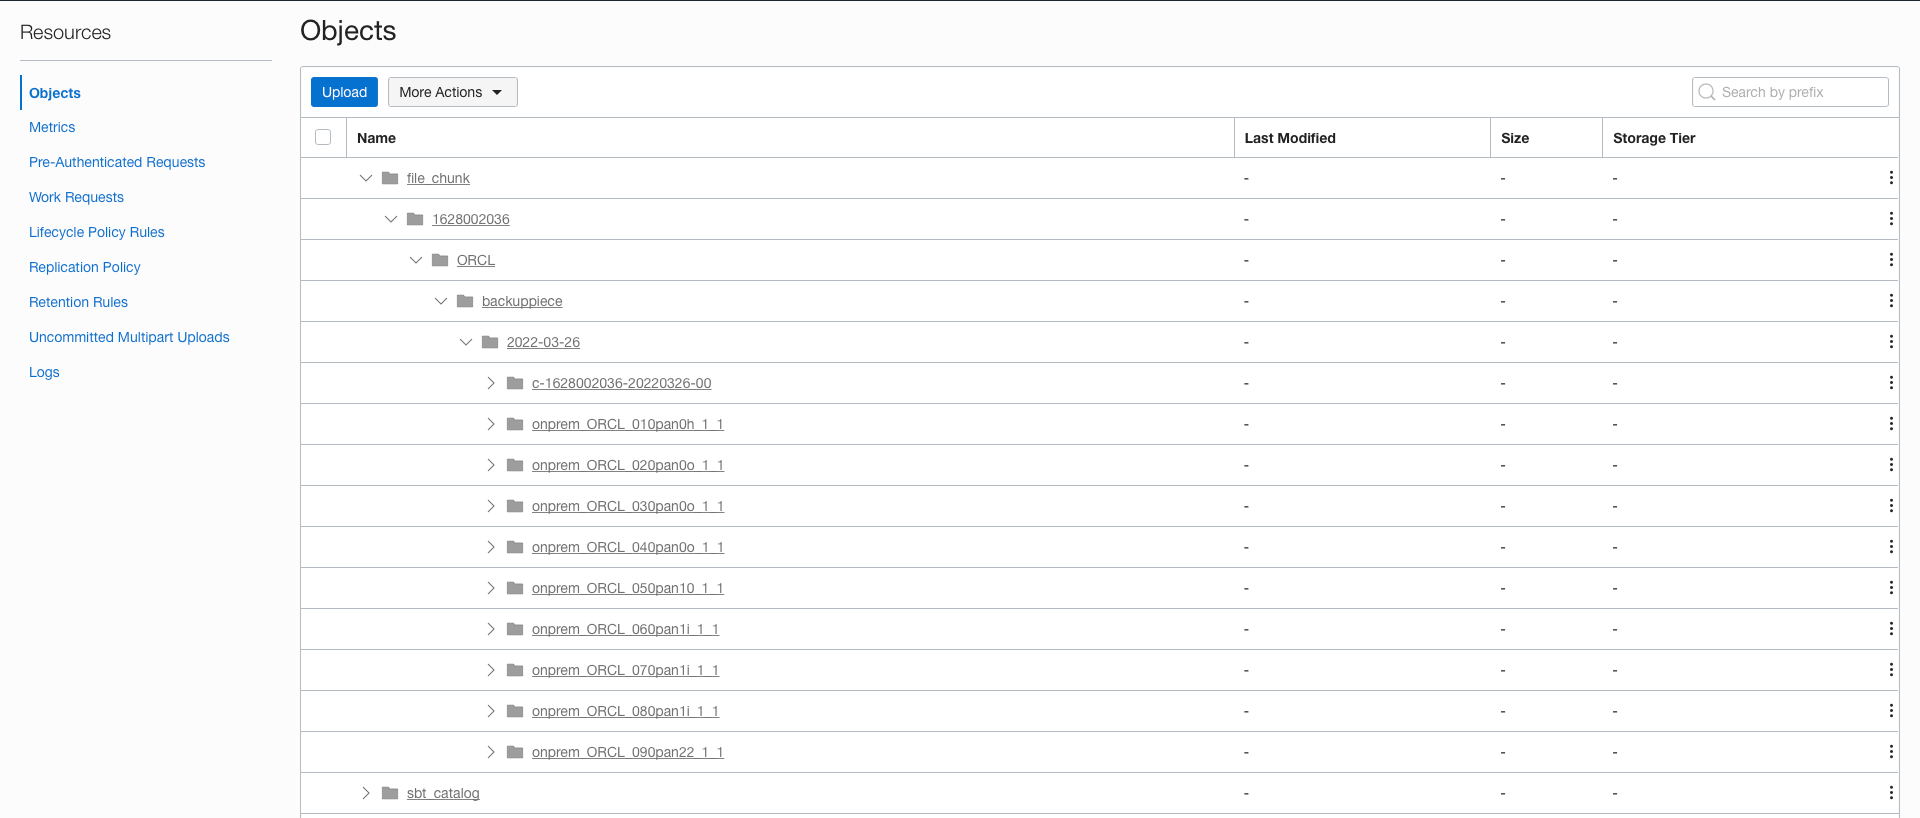 Resources
Objects
Metrics
Pre-Authenticated Requests
Work Requests
Lifecycle Policy Rules
Replication Policy
Retention Rules
Uncommitted Multipart Uploads
Logs
Objects
Upload More Actions Search by prefix
Name Last Modified Size Storage Tier
file_chunk - - -
1628002036 - - -
ORCL - - -
backuppiece - - -
2022-03-26 - - -
c-1628002036-20220326-00 - - -
onprem_ORCL_010pan0h_1_1 - - -
onprem_ORCL_020pan0o_1_1 - - -
onprem_ORCL_030pan0o_1_1 - - -
onprem_ORCL_040pan0o_1_1 - - -
onprem_ORCL_050pan10_1_1 - - -
onprem_ORCL_060pan1i_1_1 - - -
onprem_ORCL_070pan1i_1_1 - - -
onprem_ORCL_080pan1i_1_1 - - -
onprem_ORCL_090pan22_1_1 - - -
sbt_catalog - - -